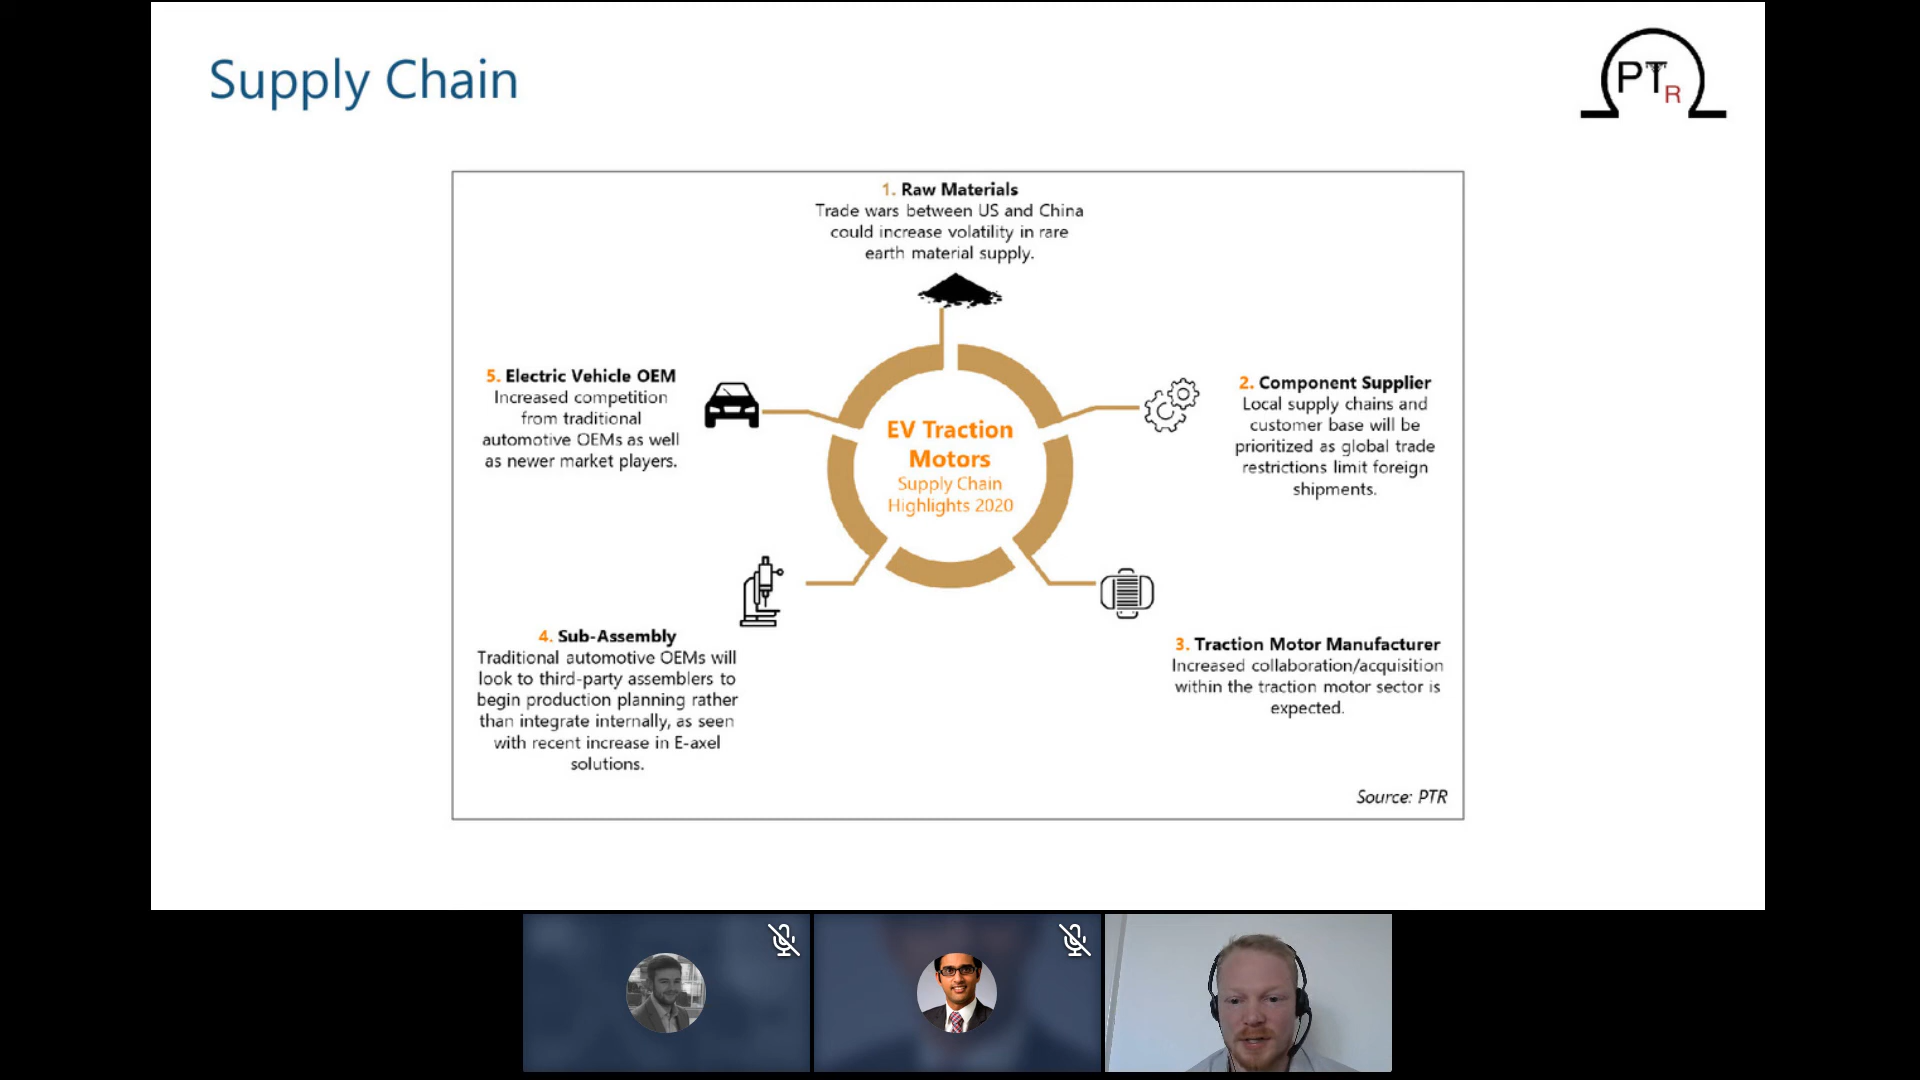 Supply Chain
PTR
1. Raw Materials
Trade wars between US and China
could increase volatility in rare
earth material supply.
5. Electric Vehicle OEM
Increased competition
from traditional
automotive OEMs as well
as newer market players.
2. Component Supplier
Local supply chains and
customer base will be
prioritized as global trade
restrictions limit foreign
shipments.
EV Traction
Motors
Supply Chain
Highlights 2020
4. Sub-Assembly
Traditional automotive OEMs will
look to third-party assemblers to
begin production planning rather
than integrate internally, as seen
with recent increase in E-axel
solutions.
3. Traction Motor Manufacturer
Increased collaboration/acquisition
within the traction motor sector is
expected.
Source: PTR